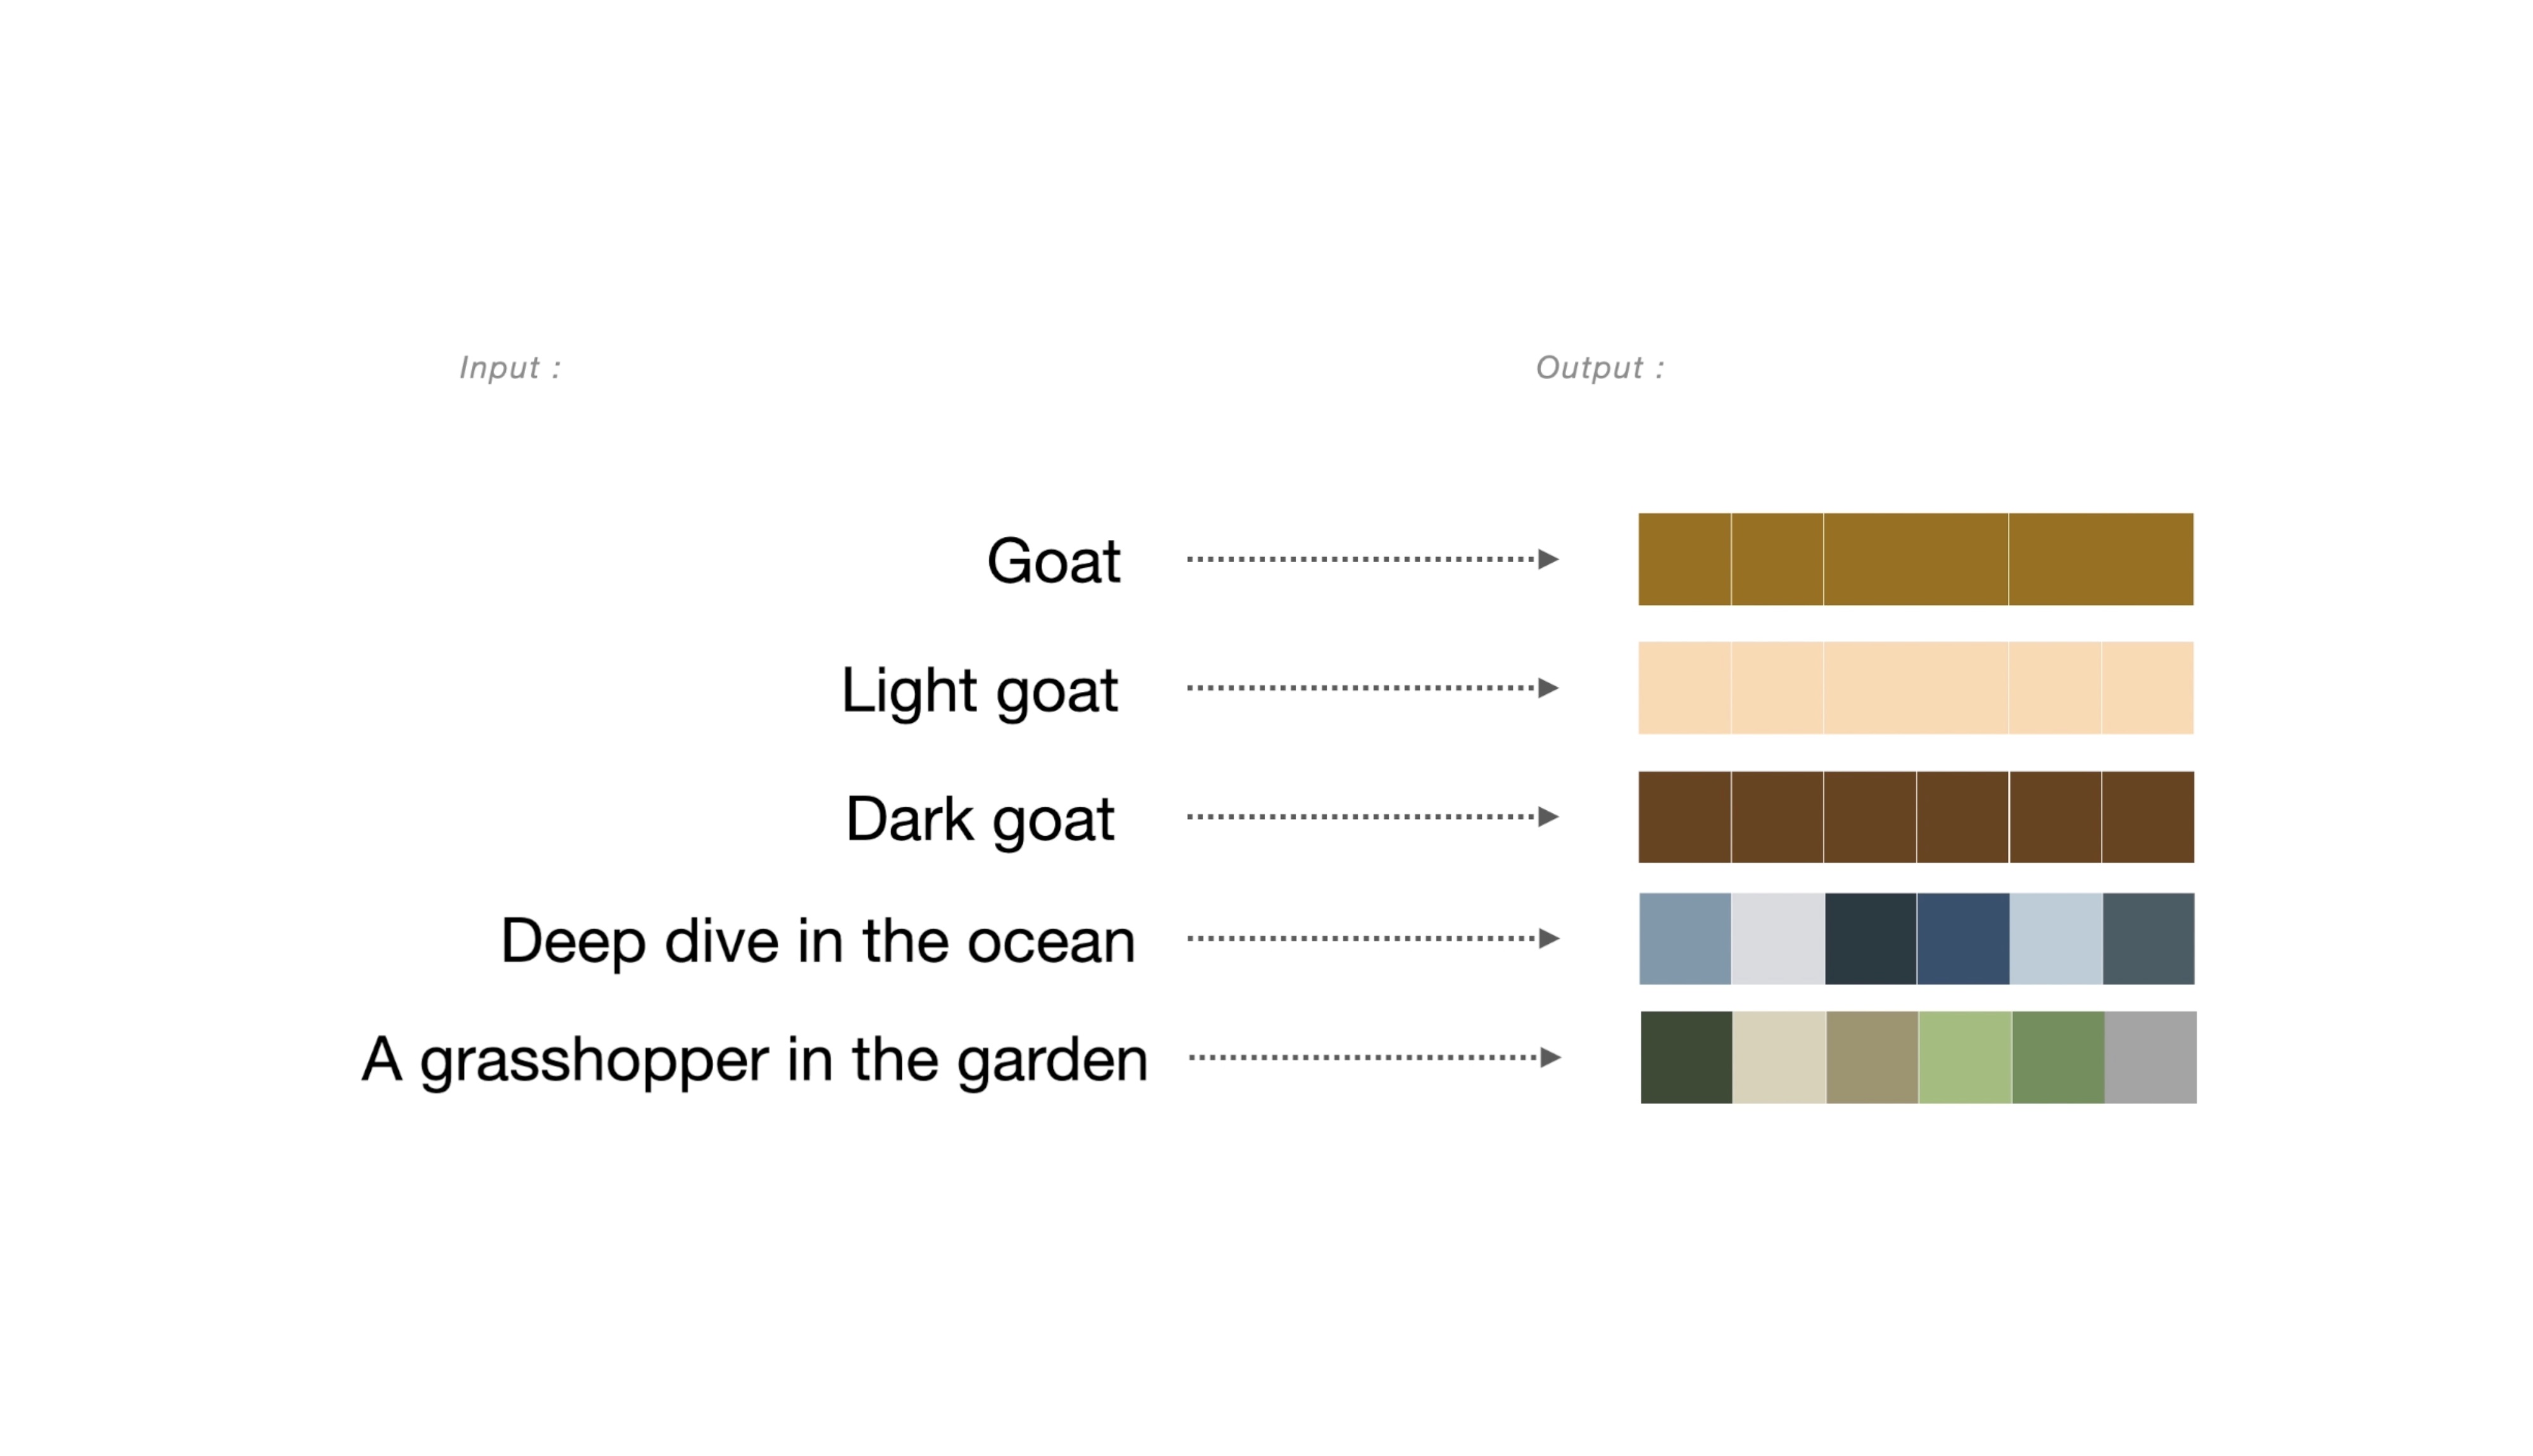 Input :
Output :
Goat
Light goat
Dark goat
Deep dive in the ocean
A grasshopper in the garden